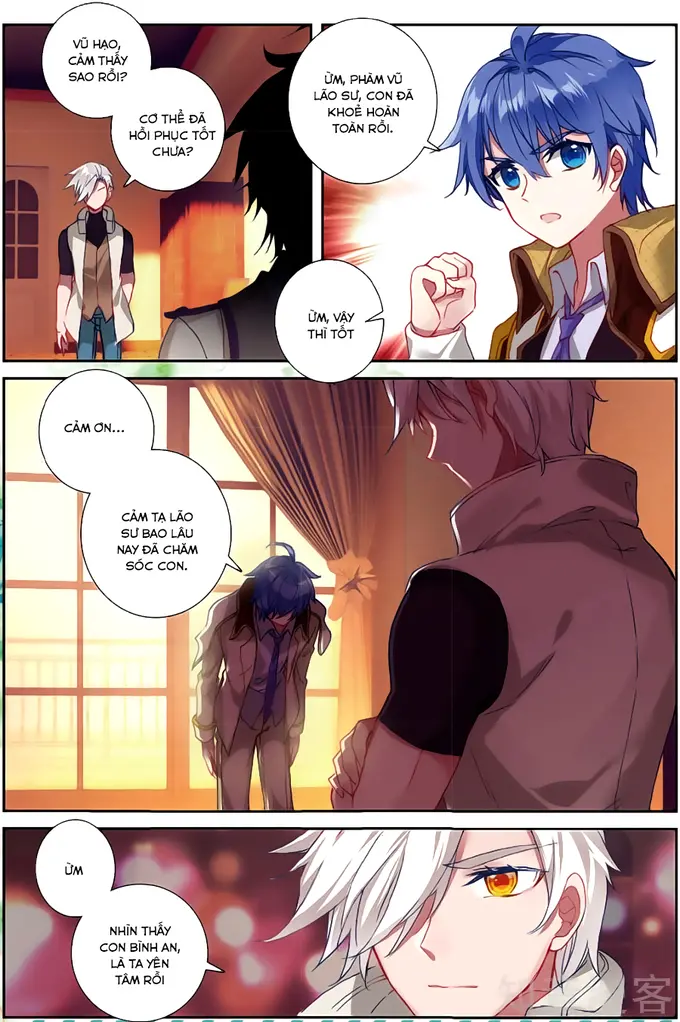 VŨ HẠO,
CẢM THẤY
SAO RỒI?
CƠ THỂ ĐÃ
HỒI PHỤC TỐT
CHƯA?
ỪM, PHÀM VŨ
LÃO SƯ, CON ĐÃ
KHOẺ HOÀN
TOÀN RỒI.
ỪM, VẬY
THÌ TỐT
CẢM ƠN...
CẢM TẠ LÃO
SƯ BAO LÂU
NAY ĐÃ CHĂM
SÓC CON.
ỪM
NHÌN THẤY
CON BÌNH AN,
LÀ TA YÊN
TÂM RỒI